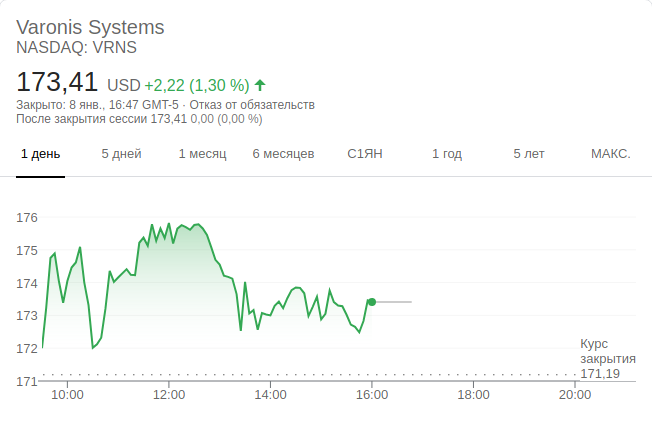 Varonis Systems
NASDAQ: VRNS
173,41 USD +2,22 (1,30 %)
Закрыто: 8 янв., 16:47 GMT-5 · Отказ от обязательств
После закрытия сессии 173,41 0,00 (0,00 %)
1 день 5 дней 1 месяц 6 месяцев С1ЯН 1 год 5 лет МАКС.
176
175
174
173
172
171
Курс
закрытия
171,19
10:00 12:00 14:00 16:00 18:00 20:00